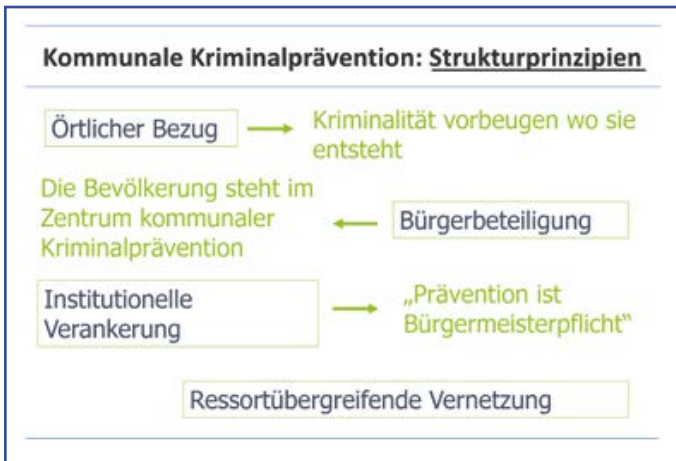 Kommunale Kriminalprävention: Strukturprinzipien
Örtlicher Bezug
Kriminalität vorbeugen wo sie
entsteht
Die Bevölkerung steht im
Zentrum kommunaler
Kriminalprävention
Bürgerbeteiligung
Institutionelle
Verankerung
„Prävention ist
Bürgermeisterpflicht“
Ressortübergreifende Vernetzung